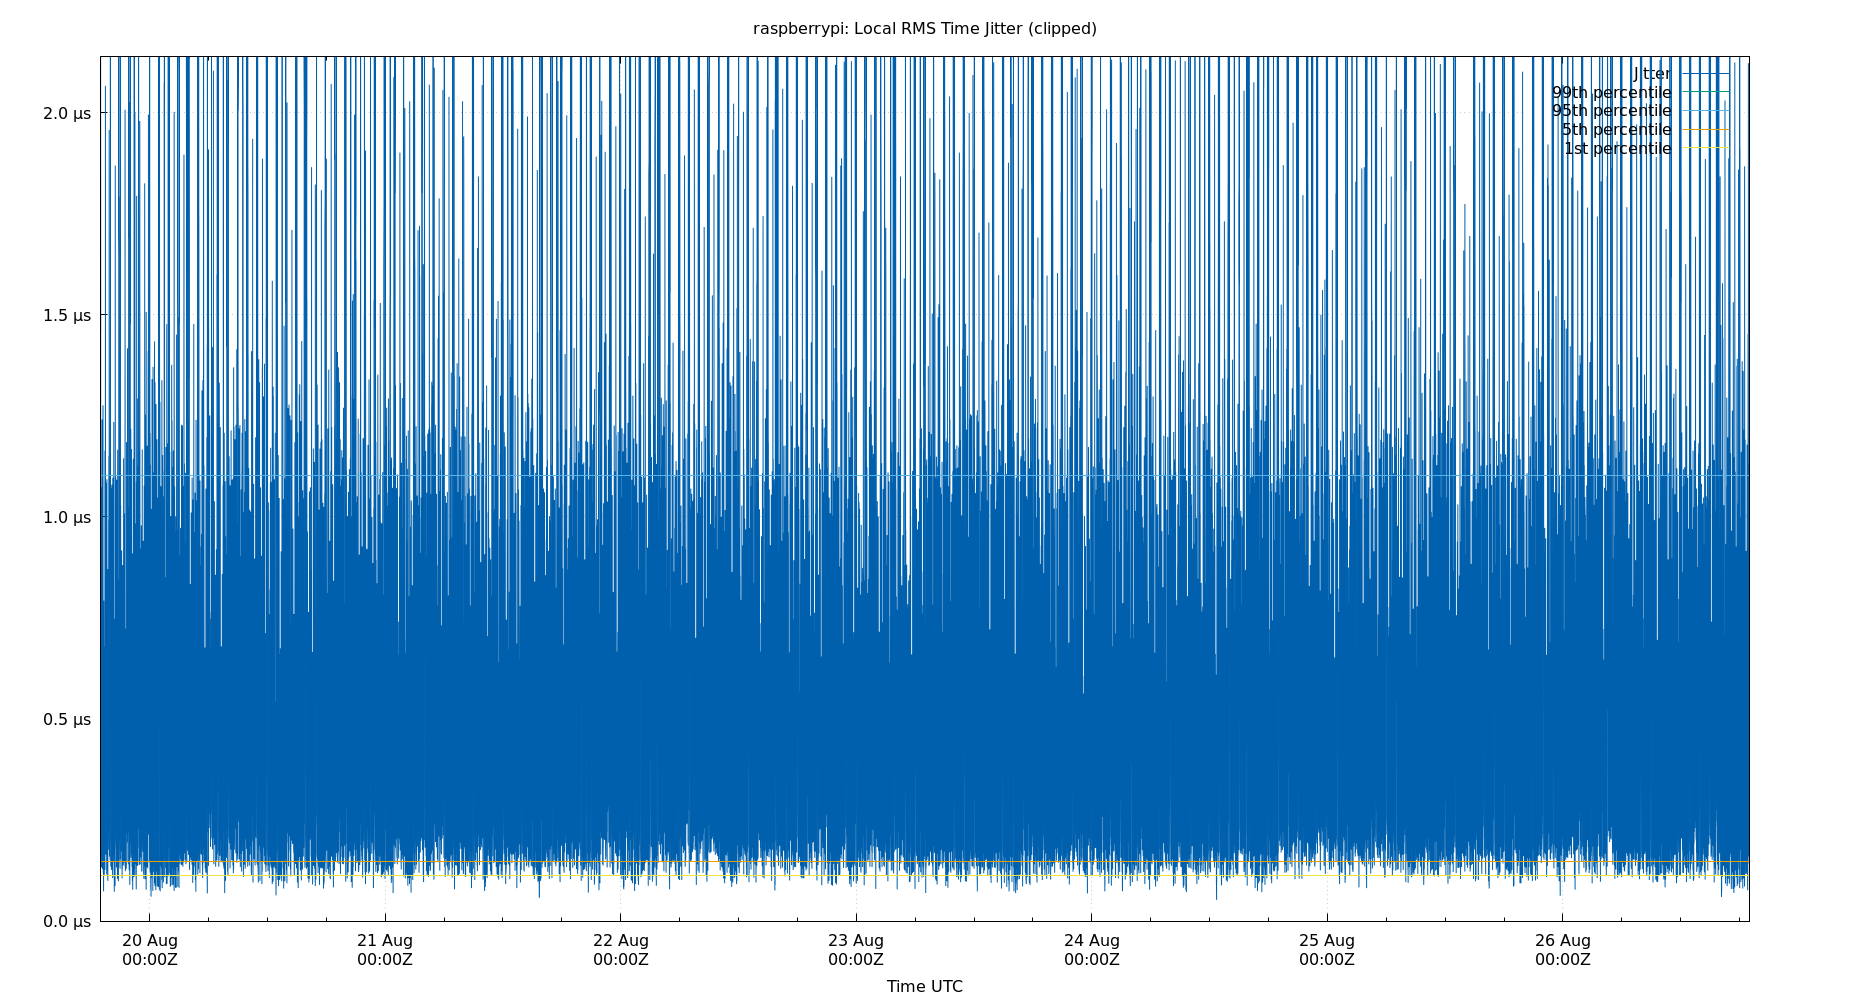 raspberrypi: Local RMS Time Jitter (clipped)
Jitter
99th percentile
95th percentile
5th percentile
1st percentile
2.0 µs
1.5 µs
1.0 µs
0.5 µs
0.0 µs
20 Aug 21 Aug 22 Aug 23 Aug 24 Aug 25 Aug 26 Aug
00:00Z 00:00Z 00:00Z 00:00Z 00:00Z 00:00Z 00:00Z
Time UTC